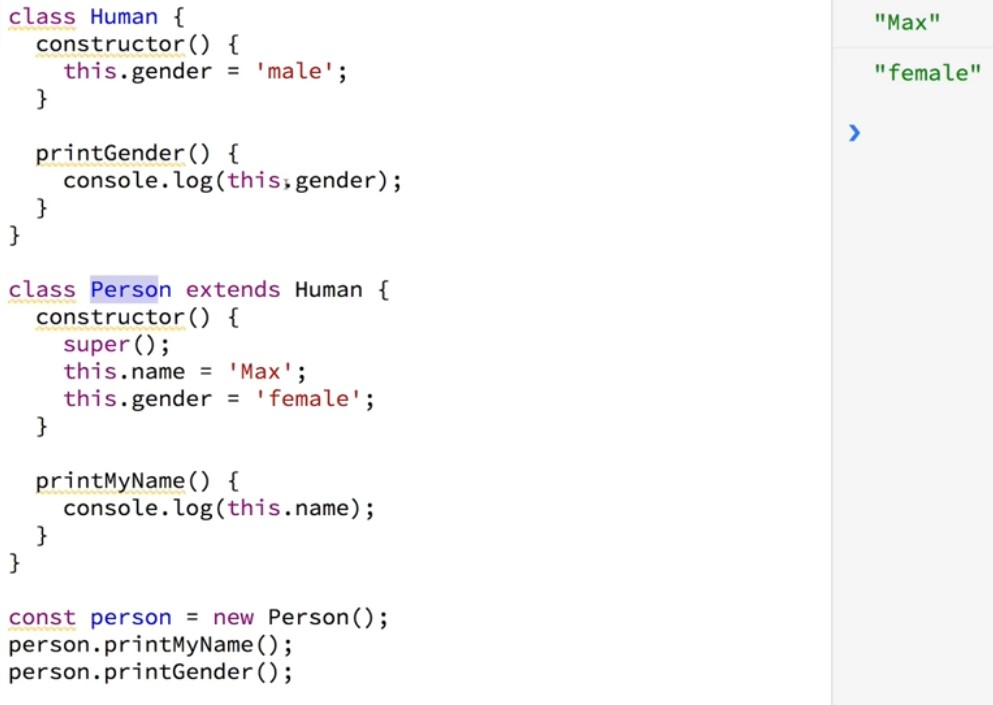 class Human {
  constructor() {
    this.gender = 'male';
  }

  printGender() {
    console.log(this.gender);
  }
}

class Person extends Human {
  constructor() {
    super();
    this.name = 'Max';
    this.gender = 'female';
  }

  printMyName() {
    console.log(this.name);
  }
}

const person = new Person();
person.printMyName();
person.printGender();
"Max"
"female"
❯